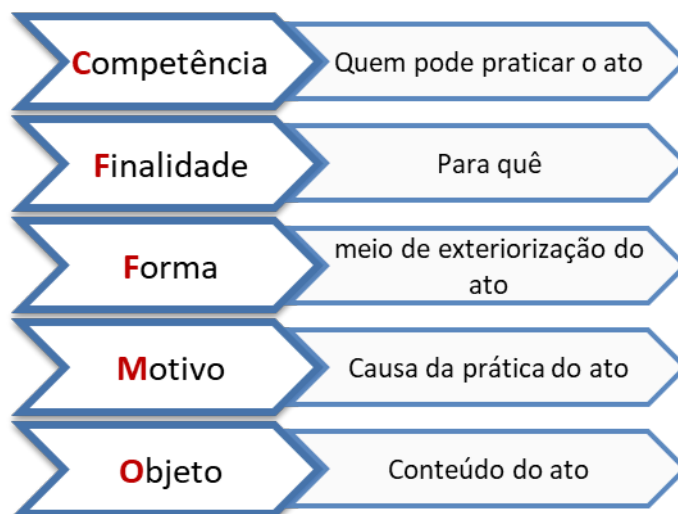 Competência
Quem pode praticar o ato
Finalidade
Para quê
Forma
meio de exteriorização do
ato
Motivo
Causa da prática do ato
Objeto
Conteúdo do ato